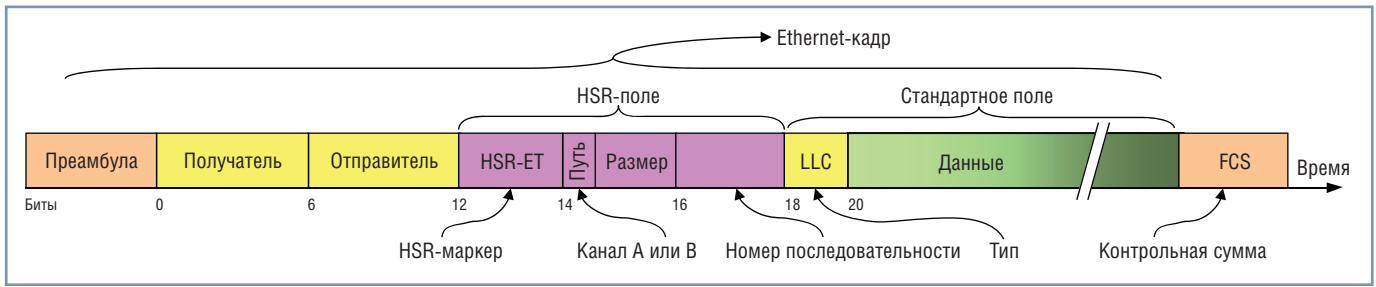 Ethernet-кадр
HSR-поле
Стандартное поле
Преамбула
Получатель
Отправитель
HSR-ET
Путь
Размер
LLC
Данные
FCS
Время
Биты
0
6
12
14
16
18
20
HSR-маркер
Канал А или В
Номер последовательности
Тип
Контрольная сумма